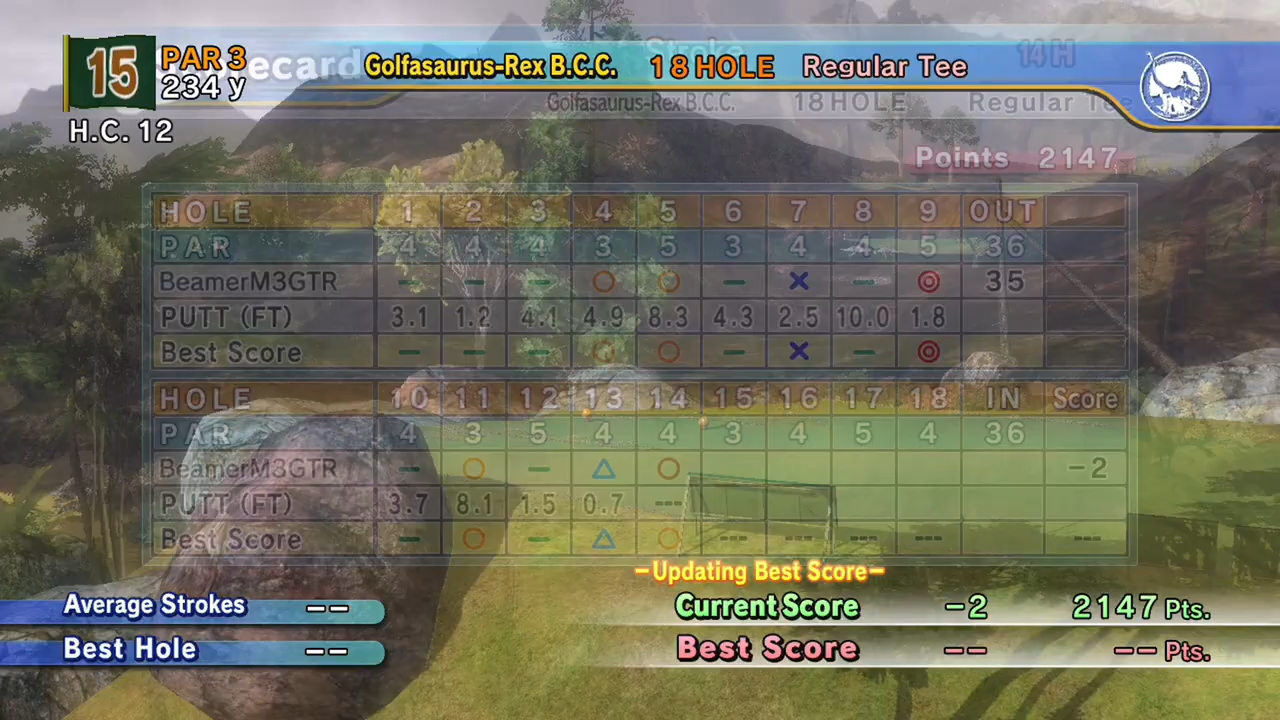 15 PAR 3 Golfasaurus-Rex B.C.C. 18 HOLE Regular Tee
234 y
H.C. 12
ecard Stroke 14H
Golfasaurus-Rex B.C.C. 18 HOLE Regular Tee
Points 2147
HOLE 1 2 3 4 5 6 7 8 9 OUT
PAR 4 4 4 3 5 3 4 4 5 36
BeamerM3GTR – – – ○ ○ – × – ◎ 35
PUTT (FT) 3.1 1.2 4.1 4.9 8.3 4.3 2.5 10.0 1.8
Best Score – – – ○ ○ – × – ◎
HOLE 10 11 12 13 14 15 16 17 18 IN Score
PAR 4 3 5 4 4 3 4 5 4 36
BeamerM3GTR – ○ – △ ○ -2
PUTT (FT) 3.7 8.1 1.5 0.7 ---
Best Score – ○ – △ ○ --- --- --- --- ---
-Updating Best Score-
Average Strokes -- Current Score -2 2147 Pts.
Best Hole -- Best Score -- -- Pts.